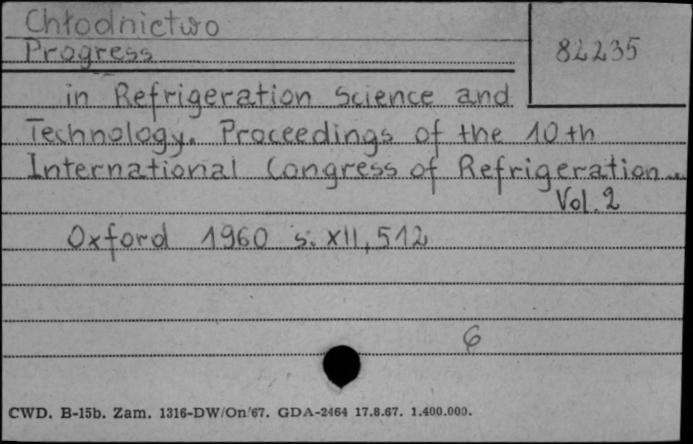 Chłodnictwo
Progress
82235
in Refrigeration Science and
Technology. Proceedings of the 10th
International Congress of Refrigeration...
Vol. 2
Oxford 1960 s. XII, 512
6
CWD. B-15b. Zam. 1316-DW/On/67. GDA-2464 17.8.67. 1.400.000.